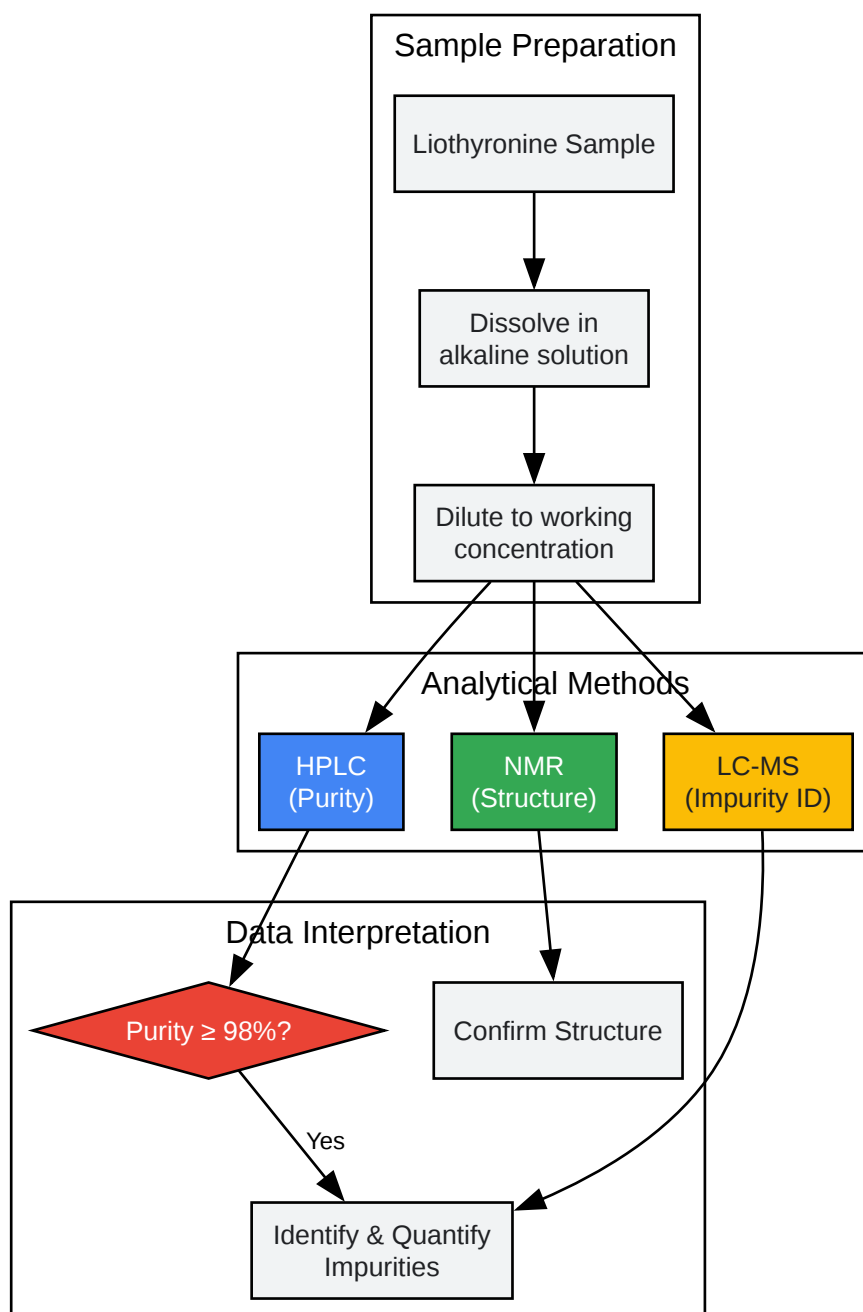 Sample Preparation
Liothyronine Sample
Dissolve in
alkaline solution
Dilute to working
concentration
Analytical Methods
HPLC
(Purity)
NMR
(Structure)
LC-MS
(Impurity ID)
Data Interpretation
Purity ≥ 98%?
Confirm Structure
Yes
Identify & Quantify
Impurities